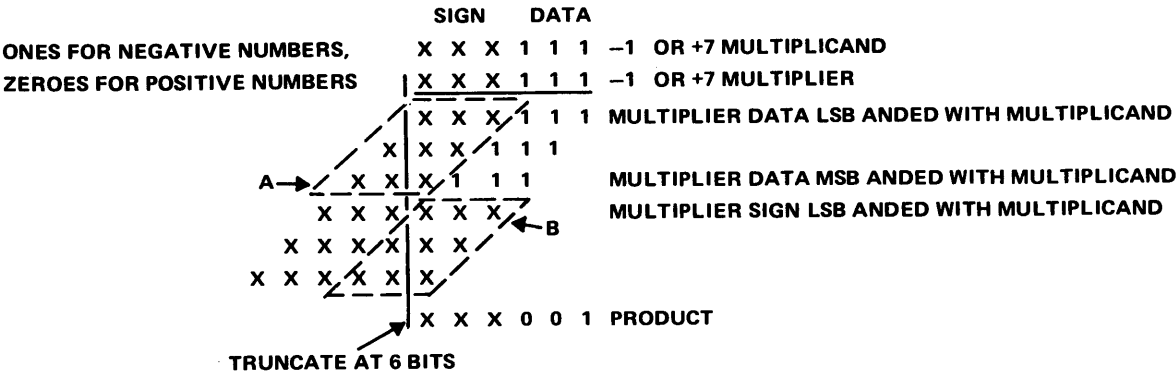 SIGN DATA
ONES FOR NEGATIVE NUMBERS, X X X 1 1 1 –1 OR +7 MULTIPLICAND
ZEROES FOR POSITIVE NUMBERS X X X 1 1 1 –1 OR +7 MULTIPLIER
X X X 1 1 1 MULTIPLIER DATA LSB ANDED WITH MULTIPLICAND
X X X 1 1 1
A X X X 1 1 1 MULTIPLIER DATA MSB ANDED WITH MULTIPLICAND
X X X X X X MULTIPLIER SIGN LSB ANDED WITH MULTIPLICAND
B
X X X X X X
X X X X X X
X X X 0 0 1 PRODUCT
TRUNCATE AT 6 BITS